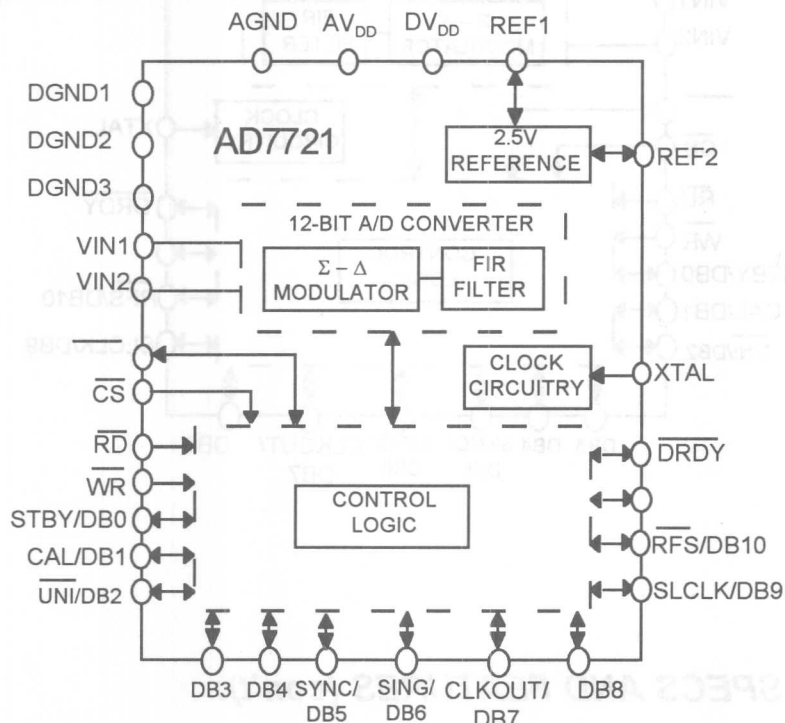 AGND AVDD DVDD REF1
DGND1
DGND2
DGND3
AD7721
2.5V
REFERENCE
REF2
12-BIT A/D CONVERTER
VIN1
VIN2
Σ – Δ
MODULATOR
FIR
FILTER
CLOCK
CIRCUITRY
XTAL
CS
RD
WR
STBY/DB0
CAL/DB1
UNI/DB2
CONTROL
LOGIC
DRDY
RFS/DB10
SLCLK/DB9
DB3 DB4 SYNC/ SING/ CLKOUT/ DB8
DB5 DB6 DB7